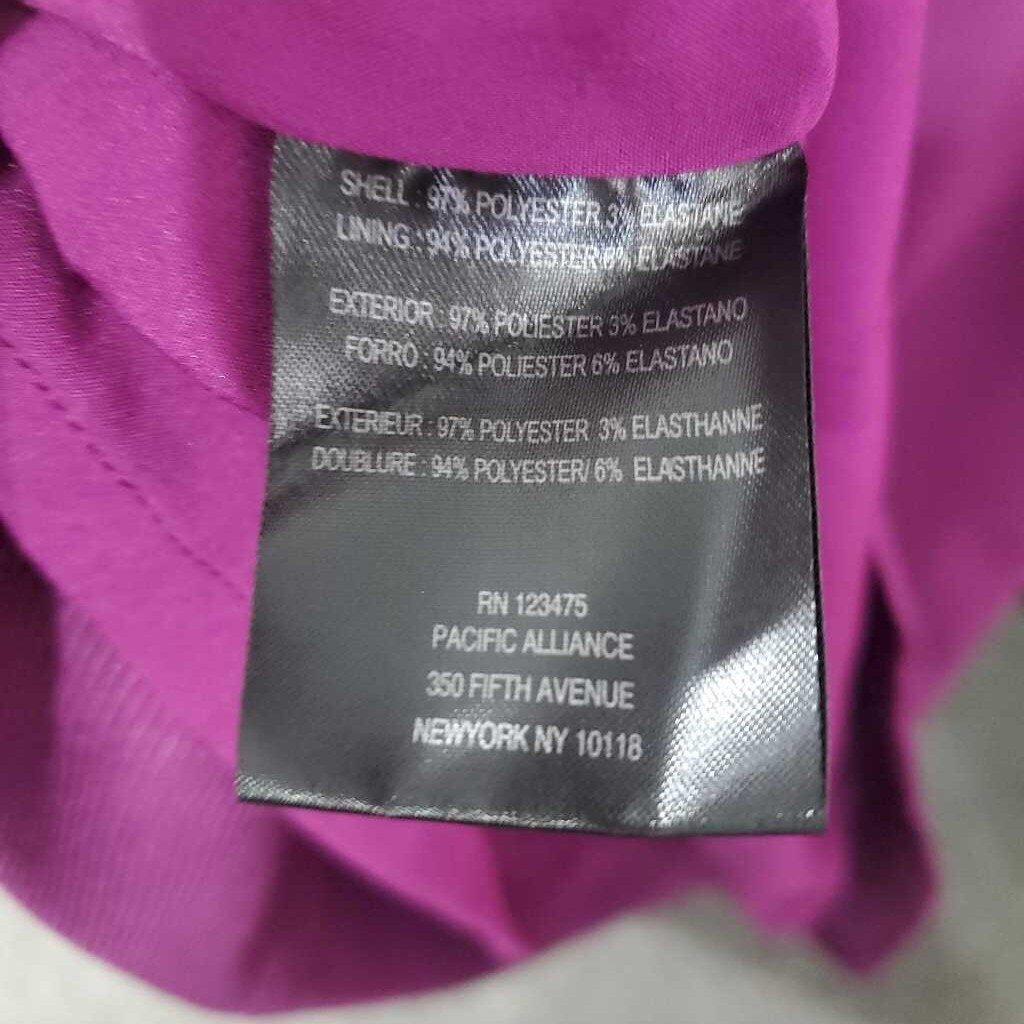 SHELL : 97% POLYESTER 3% ELASTANE
LINING : 94% POLYESTER/6% ELASTANE
EXTERIOR : 97% POLIESTER 3% ELASTANO
FORRO : 94% POLIESTER 6% ELASTANO
EXTERIEUR : 97% POLYESTER 3% ELASTHANNE
DOUBLURE : 94% POLYESTER/ 6% ELASTHANNE
RN 123475
PACIFIC ALLIANCE
350 FIFTH AVENUE
NEWYORK NY 10118